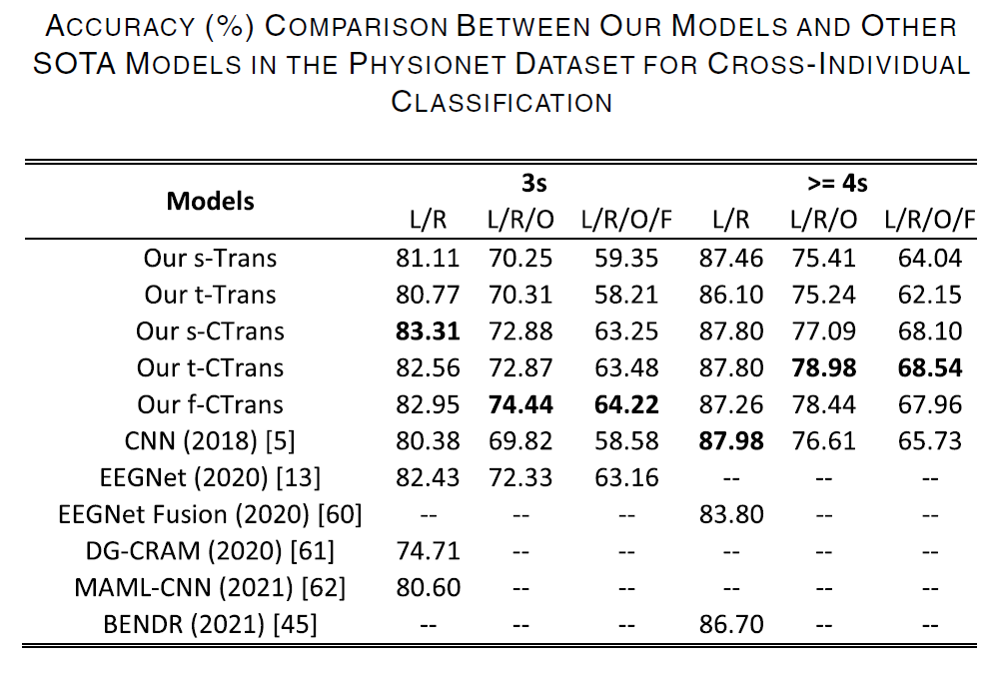 ACCURACY (%) COMPARISON BETWEEN OUR MODELS AND OTHER
SOTA MODELS IN THE PHYSIONET DATASET FOR CROSS-INDIVIDUAL
CLASSIFICATION
Models 3s >= 4s
L/R L/R/O L/R/O/F L/R L/R/O L/R/O/F
Our s-Trans 81.11 70.25 59.35 87.46 75.41 64.04
Our t-Trans 80.77 70.31 58.21 86.10 75.24 62.15
Our s-CTrans 83.31 72.88 63.25 87.80 77.09 68.10
Our t-CTrans 82.56 72.87 63.48 87.80 78.98 68.54
Our f-CTrans 82.95 74.44 64.22 87.26 78.44 67.96
CNN (2018) [5] 80.38 69.82 58.58 87.98 76.61 65.73
EEGNet (2020) [13] 82.43 72.33 63.16 -- -- --
EEGNet Fusion (2020) [60] -- -- -- 83.80 -- --
DG-CRAM (2020) [61] 74.71 -- -- -- -- --
MAML-CNN (2021) [62] 80.60 -- -- -- -- --
BENDR (2021) [45] -- -- -- 86.70 -- --